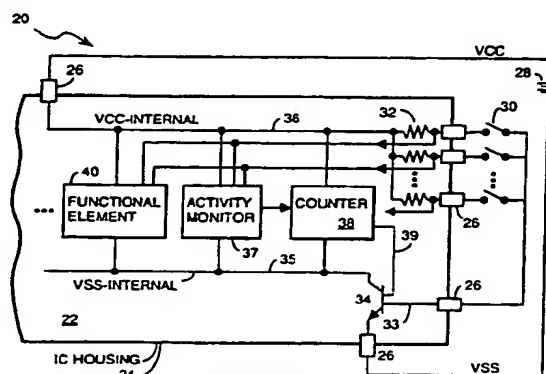 20
VCC
26
28
VCC-INTERNAL
36
32
30
40
FUNCTIONAL ELEMENT
ACTIVITY MONITOR
37
COUNTER
38
26
39
35
VSS-INTERNAL
34
33
26
22
IC HOUSING
26
VSS